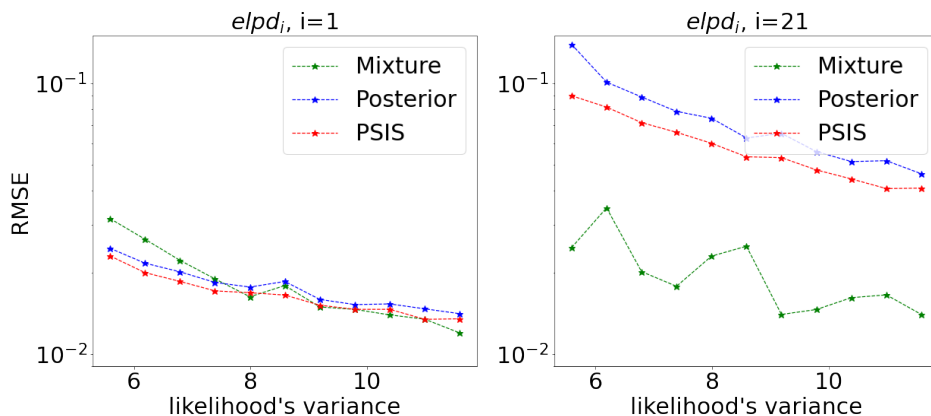 elpd_i, i=1
RMSE
10^{-1}
10^{-2}
Mixture
Posterior
PSIS
6 8 10
likelihood's variance
elpd_i, i=21
10^{-1}
10^{-2}
Mixture
Posterior
PSIS
6 8 10
likelihood's variance